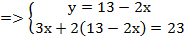 => { y = 13 − 2x
3x + 2(13 − 2x) = 23